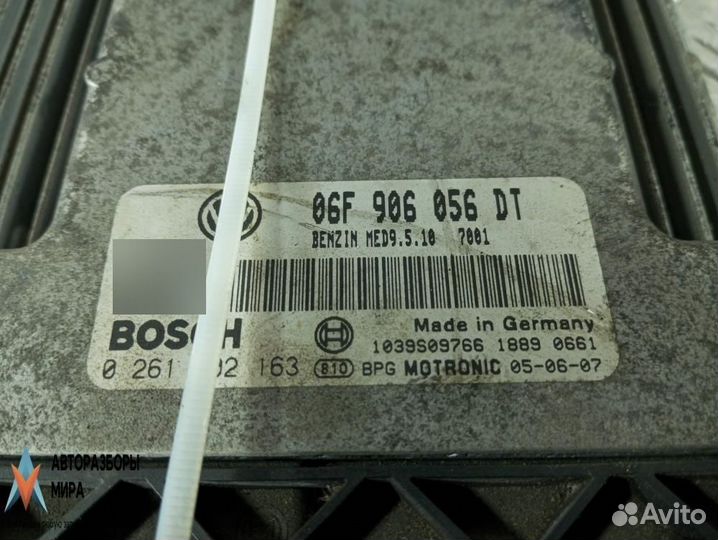 06F 906 056 DT
BENZIN MED9.5.10 7001
BOSCH
Made in Germany
1039S09766 1889 0661
0 261 02 163 810 BPG MOTRONIC 05-06-07
АВТОРАЗБОРЫ
МИРА
Avito